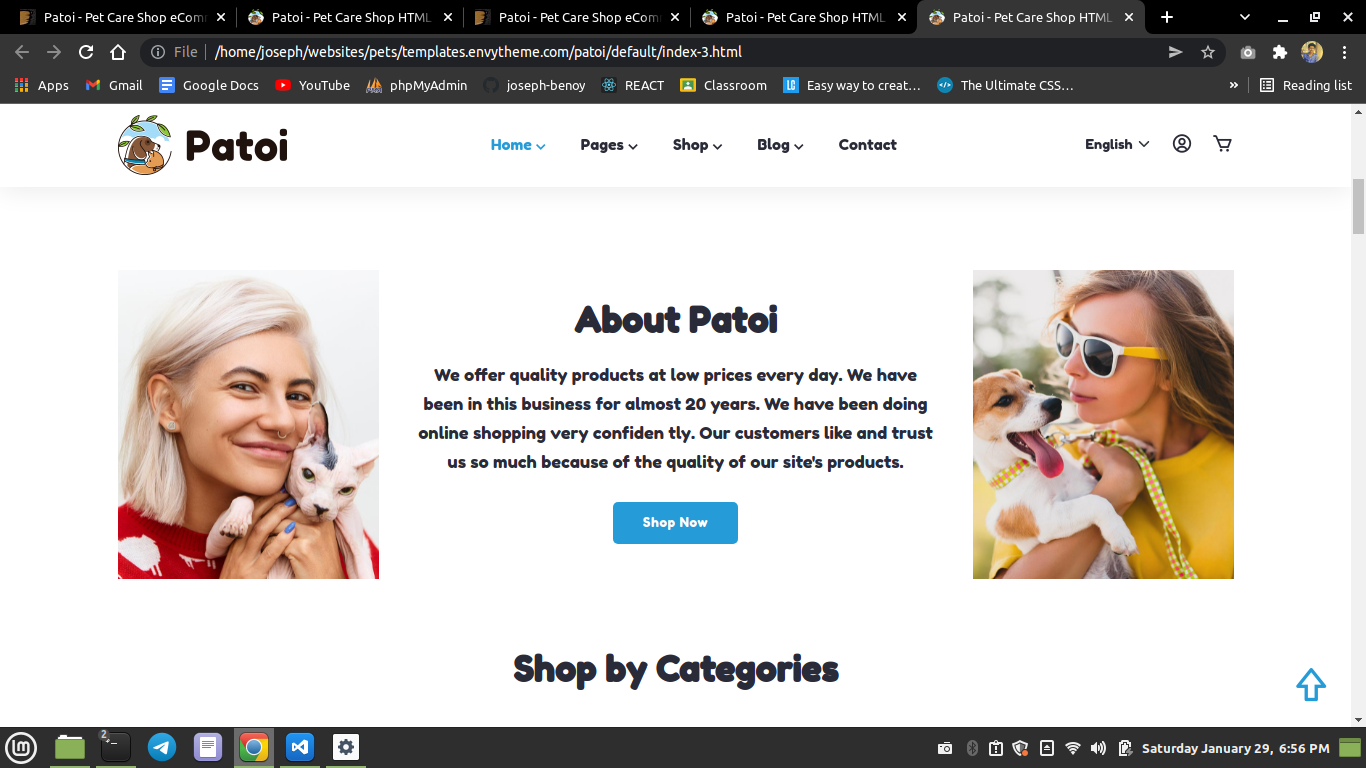 Patoi - Pet Care Shop eCom
Patoi - Pet Care Shop HTML
Patoi - Pet Care Shop eCom
Patoi - Pet Care Shop HTML
Patoi - Pet Care Shop HTML
File
/home/joseph/websites/pets/templates.envytheme.com/patoi/default/index-3.html
Apps
Gmail
Google Docs
YouTube
phpMyAdmin
joseph-benoy
REACT
Classroom
LC
Easy way to creat…
The Ultimate CSS…
»
Reading list
Patoi
Home
Pages
Shop
Blog
Contact
English
About Patoi
We offer quality products at low prices every day. We have
been in this business for almost 20 years. We have been doing
online shopping very confiden tly. Our customers like and trust
us so much because of the quality of our site's products.
Shop Now
Shop by Categories
2
Saturday January 29, 6:56 PM